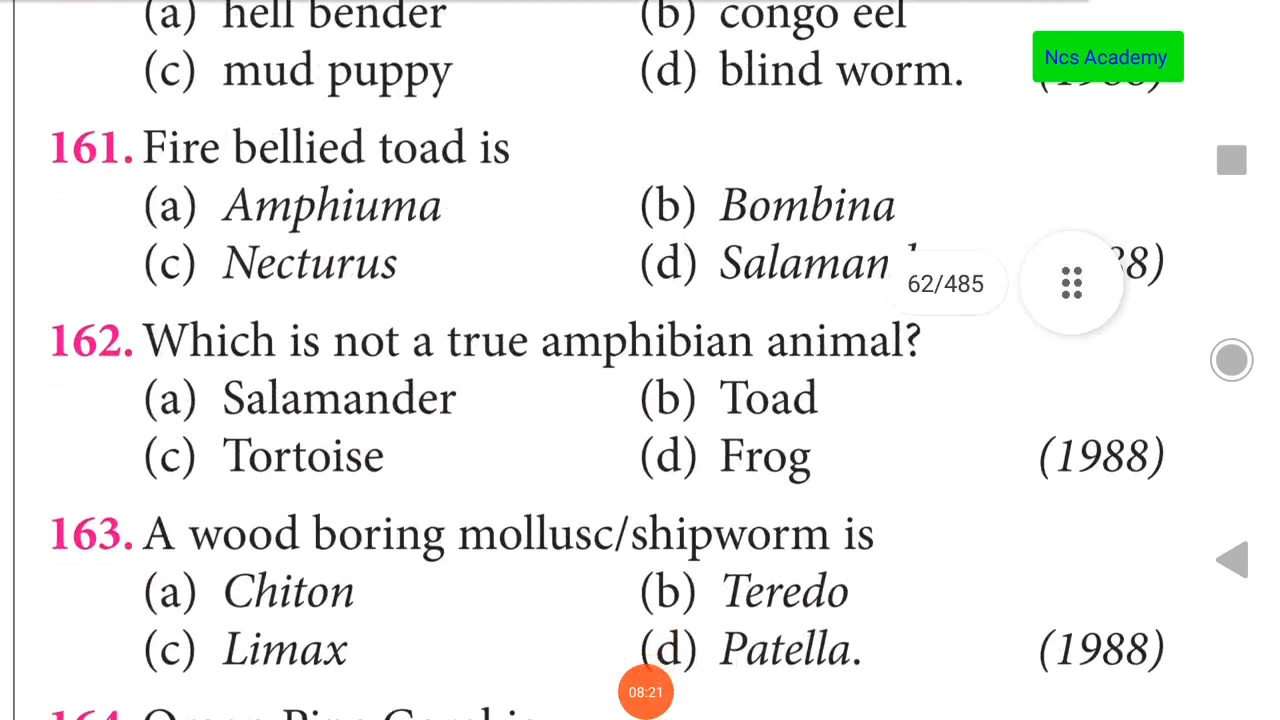 (a) hell bender (b) congo eel
Ncs Academy
(c) mud puppy (d) blind worm.
161. Fire bellied toad is
(a) Amphiuma (b) Bombina
(c) Necturus (d) Salaman 8)
62/485
162. Which is not a true amphibian animal?
(a) Salamander (b) Toad
(c) Tortoise (d) Frog (1988)
163. A wood boring mollusc/shipworm is
(a) Chiton (b) Teredo
(c) Limax (d) Patella. (1988)
08:21